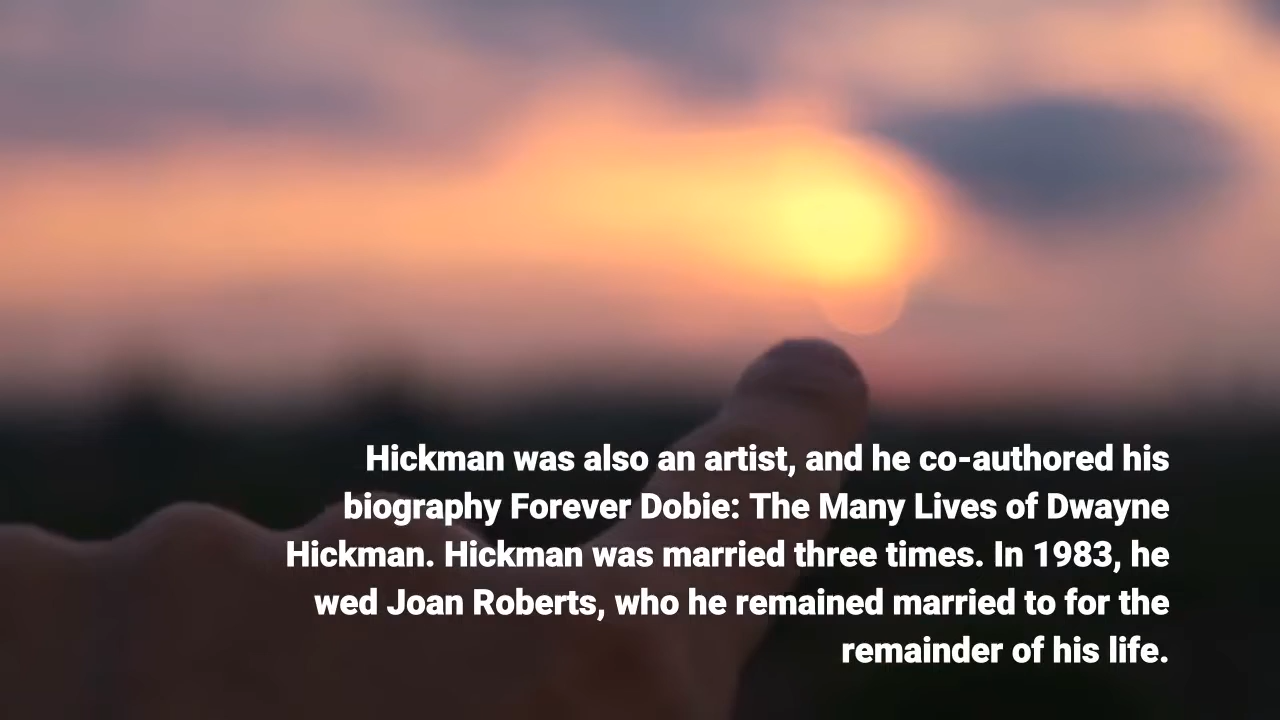 Hickman was also an artist, and he co-authored his
biography Forever Dobie: The Many Lives of Dwayne
Hickman. Hickman was married three times. In 1983, he
wed Joan Roberts, who he remained married to for the
remainder of his life.